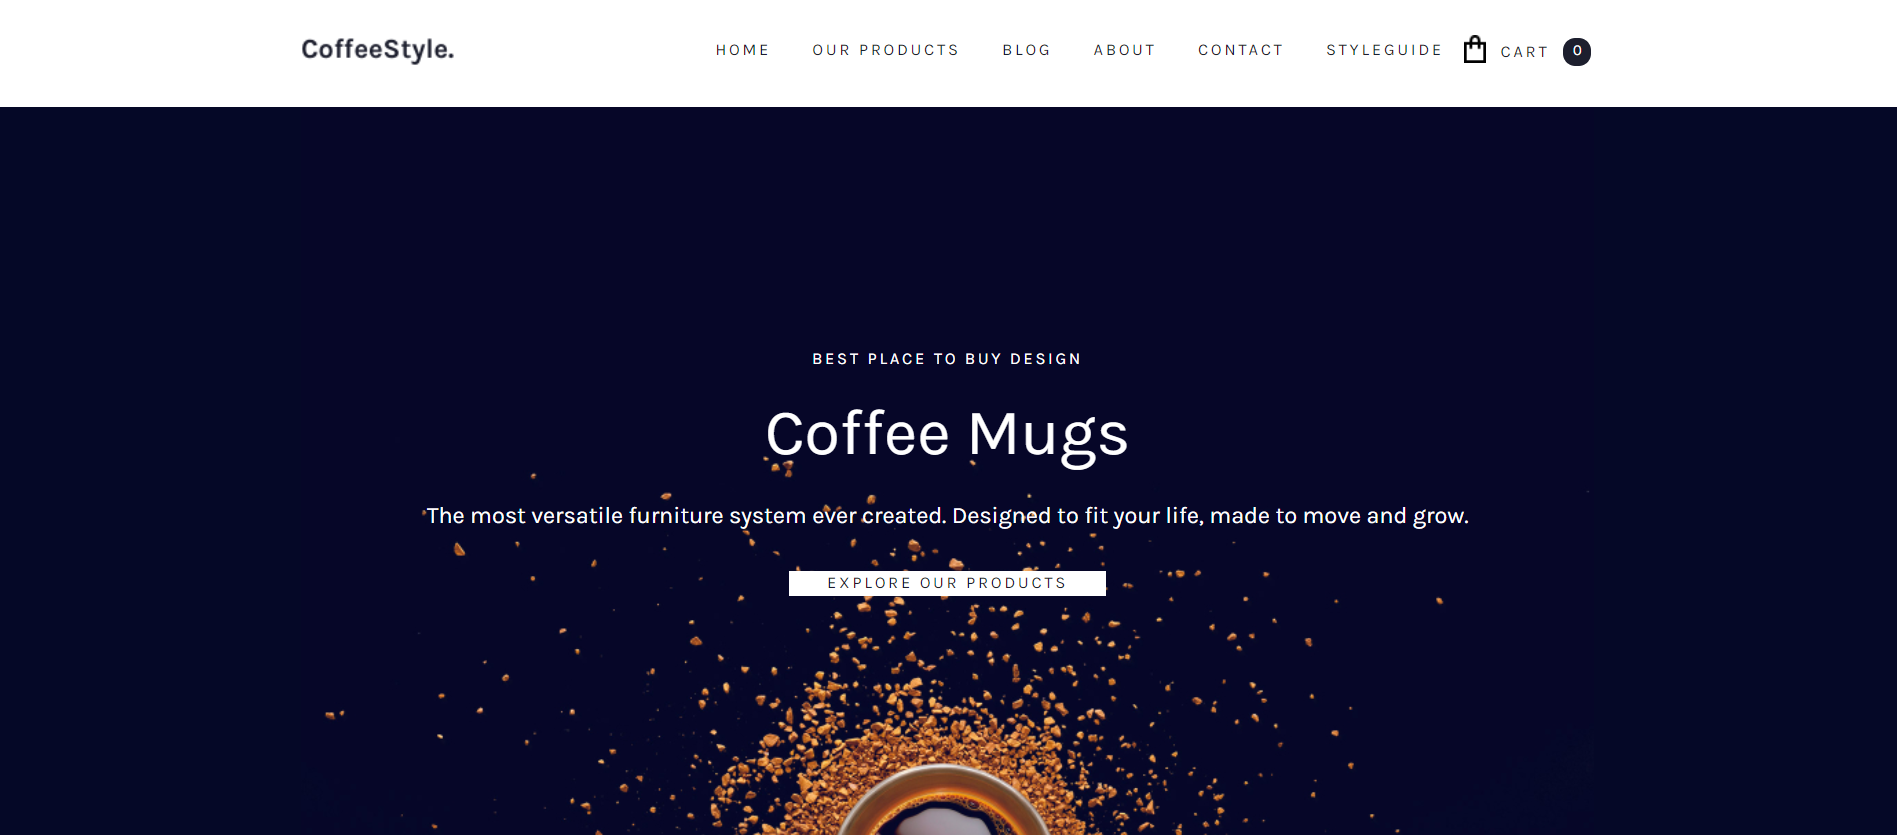 CoffeeStyle.
HOME OUR PRODUCTS BLOG ABOUT CONTACT STYLEGUIDE CART 0
BEST PLACE TO BUY DESIGN
Coffee Mugs
The most versatile furniture system ever created. Designed to fit your life, made to move and grow.
EXPLORE OUR PRODUCTS